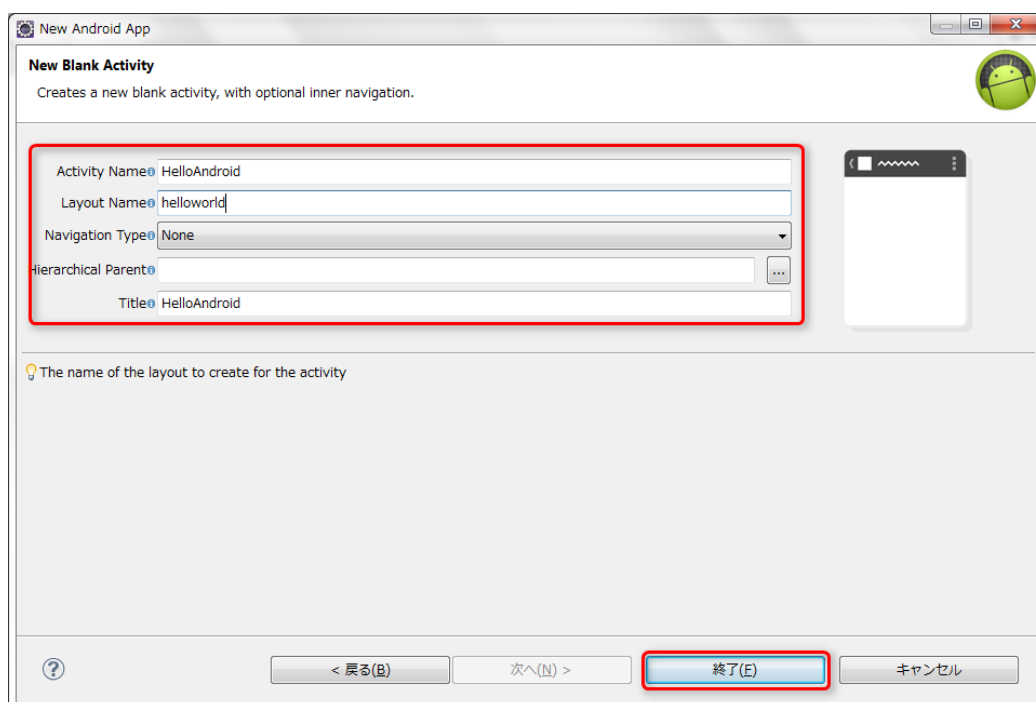 New Android App
New Blank Activity
Creates a new blank activity, with optional inner navigation.
Activity Name HelloAndroid
Layout Name helloworld
Navigation Type None
Hierarchical Parent ...
Title HelloAndroid
The name of the layout to create for the activity
< 戻る(B) 次へ(N) > 終了(F) キャンセル